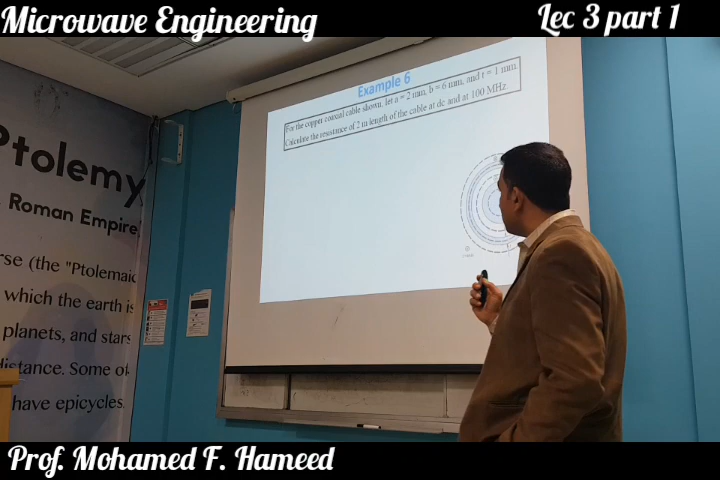 Microwave Engineering
Lec 3 part 1
Example 6
For the copper coaxial cable shown, let a = 2 mm, b = 6 mm, and t = 1 mm.
Calculate the resistance of 2 m length of the cable at dc and at 100 MHz.
Ptolemy
Roman Empire
rse (the "Ptolemaic
which the earth is
planets, and stars
distance. Some of
have epicycles.
Prof. Mohamed F. Hameed